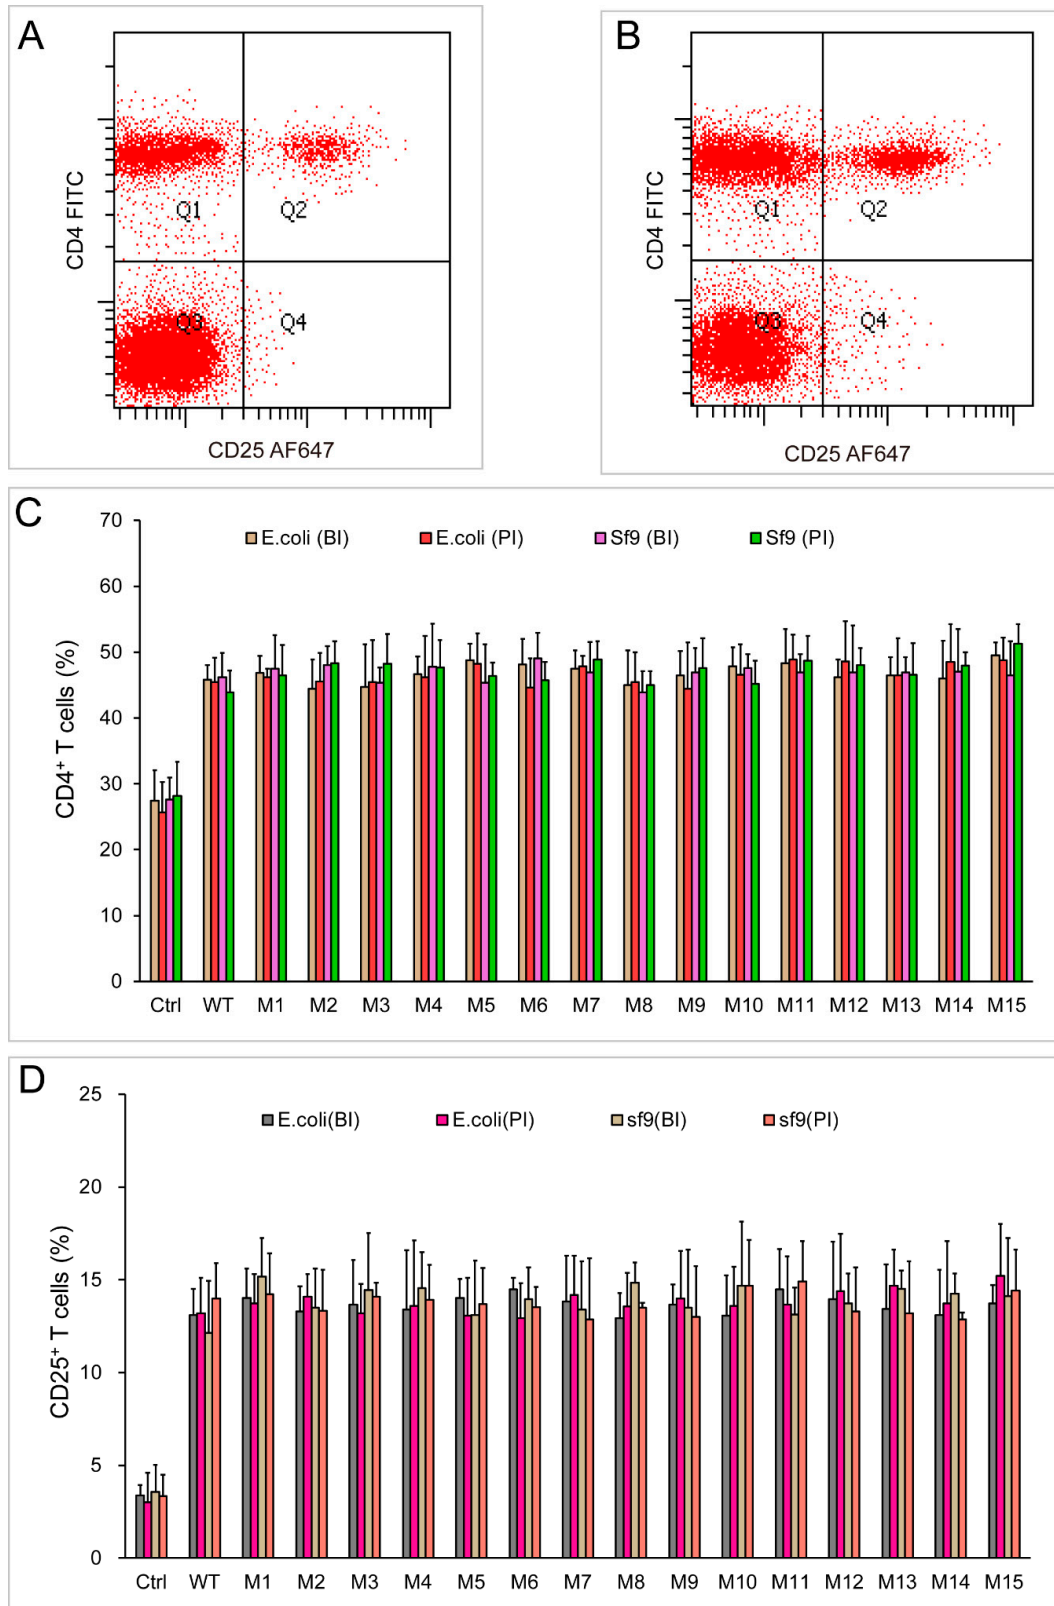 A
CD4 FITC
Q1
Q2
Q3
Q4
CD25 AF647
B
CD4 FITC
Q1
Q2
Q3
Q4
CD25 AF647
C
E.coli (BI) E.coli (PI) Sf9 (BI) Sf9 (PI)
CD4⁺ T cells (%)
70
60
50
40
30
20
10
0
Ctrl WT M1 M2 M3 M4 M5 M6 M7 M8 M9 M10 M11 M12 M13 M14 M15
D
E.coli(BI) E.coli(PI) sf9(BI) sf9(PI)
CD25⁺ T cells (%)
25
20
15
10
5
0
Ctrl WT M1 M2 M3 M4 M5 M6 M7 M8 M9 M10 M11 M12 M13 M14 M15